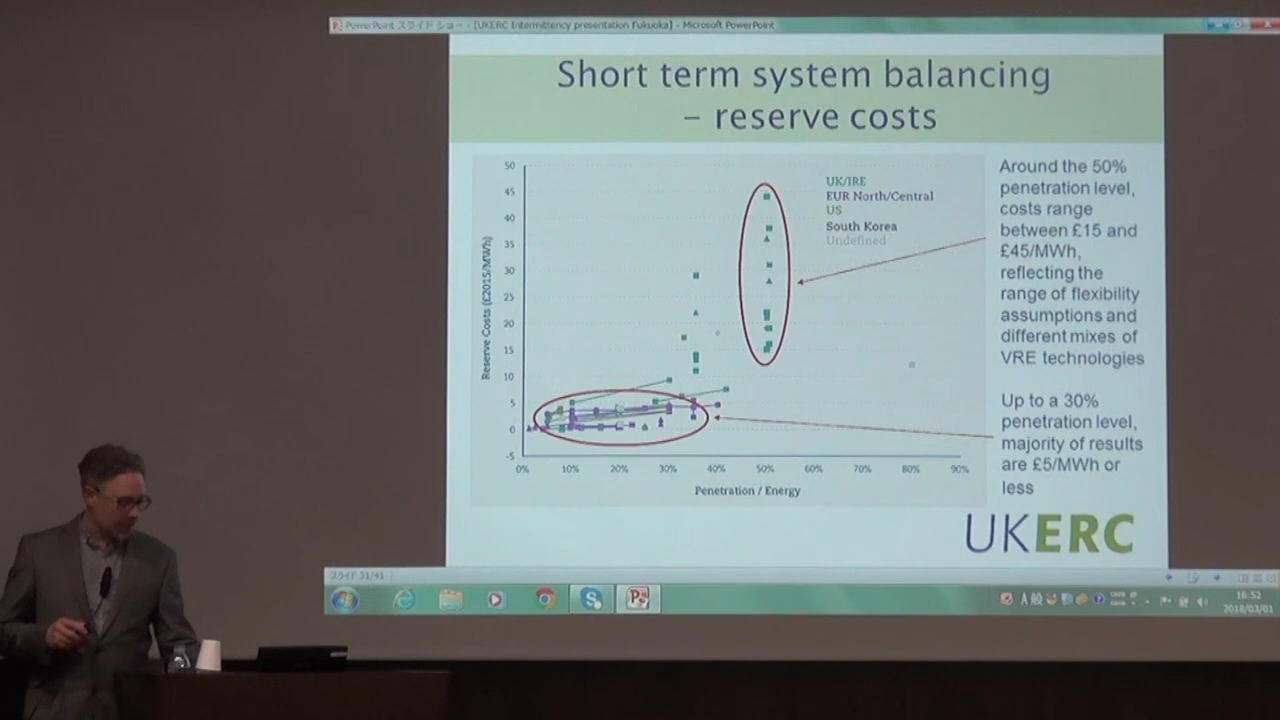 PowerPoint スライド ショー - [UKERC Intermittency presentation Fukuoka] - Microsoft PowerPoint
Short term system balancing
– reserve costs
50
45
40
35
30
25
20
15
10
5
0
-5
Reserve Costs (£2015/MWh)
0%
10%
20%
30%
40%
50%
60%
70%
80%
90%
Penetration / Energy
UK/IRE
EUR North/Central
US
South Korea
Undefined
Around the 50%
penetration level,
costs range
between £15 and
£45/MWh,
reflecting the
range of flexibility
assumptions and
different mixes of
VRE technologies
Up to a 30%
penetration level,
majority of results
are £5/MWh or
less
UKERC
スライド 31/41
A 般
16:52
2018/03/01